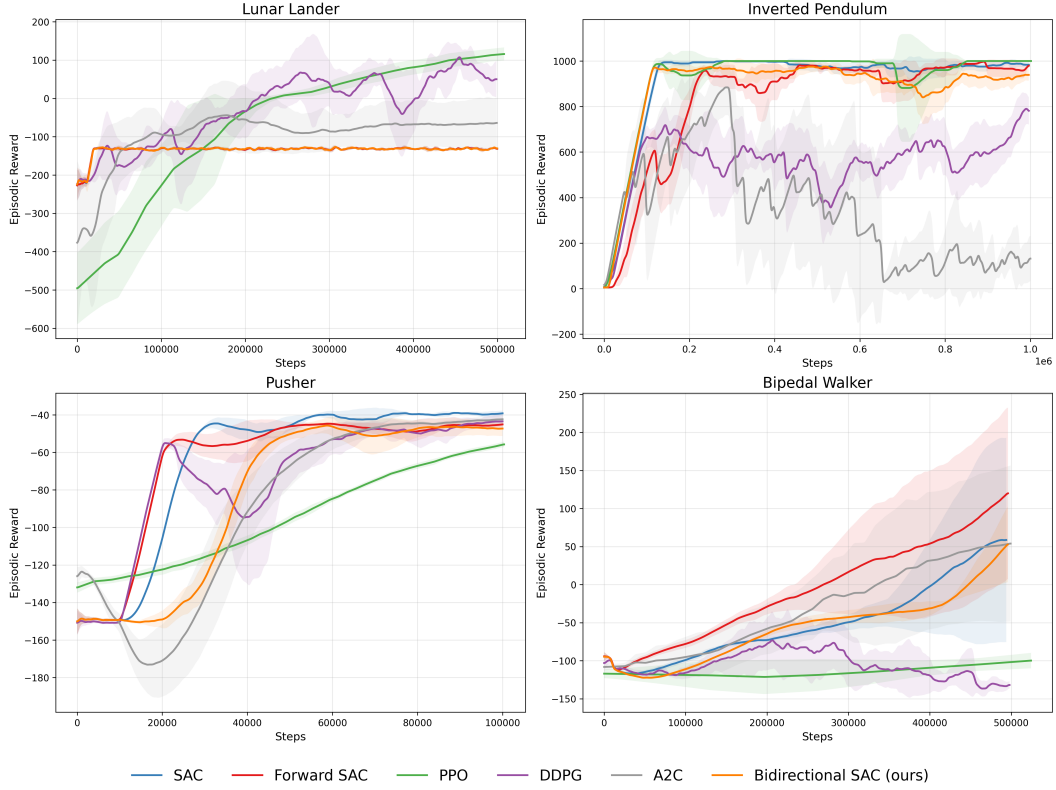 Lunar Lander
200
100
0
−100
−200
−300
−400
−500
−600
Episodic Reward
0 100000 200000 300000 400000 500000
Steps
Inverted Pendulum
1000
800
600
400
200
0
−200
Episodic Reward
0.0 0.2 0.4 0.6 0.8 1.0
1e6
Steps
Pusher
−40
−60
−80
−100
−120
−140
−160
−180
Episodic Reward
0 20000 40000 60000 80000 100000
Steps
Bipedal Walker
250
200
150
100
50
0
−50
−100
−150
Episodic Reward
0 100000 200000 300000 400000 500000
Steps
SAC Forward SAC PPO DDPG A2C Bidirectional SAC (ours)